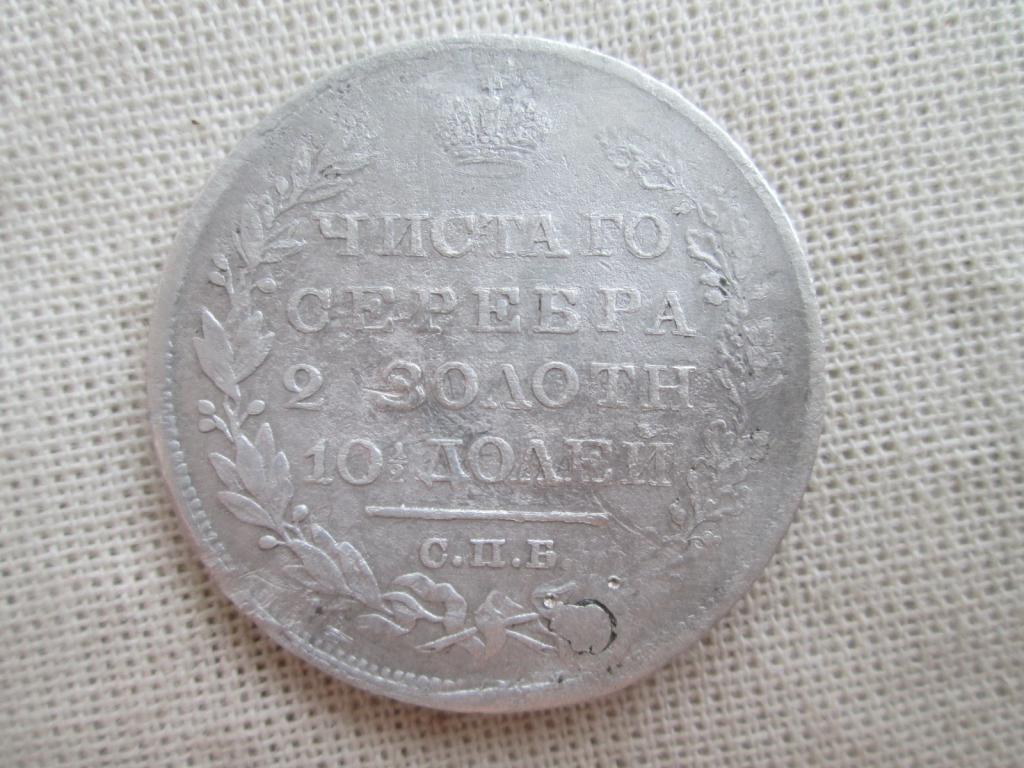 ЧИСТАГО
СЕРЕБРА
2 ЗОЛОТН
10½ ДОЛЕЙ
С.П.Б.